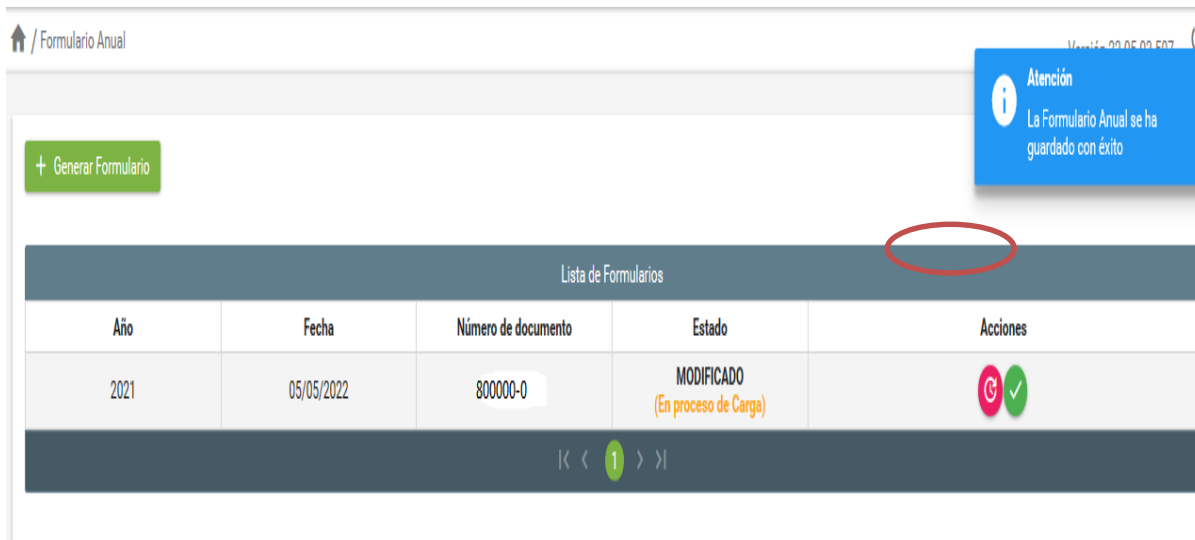 / Formulario Anual
Atención
La Formulario Anual se ha
guardado con éxito
+ Generar Formulario
Lista de Formularios
Año Fecha Número de documento Estado Acciones
2021 05/05/2022 800000-0 MODIFICADO
(En proceso de Carga)
1